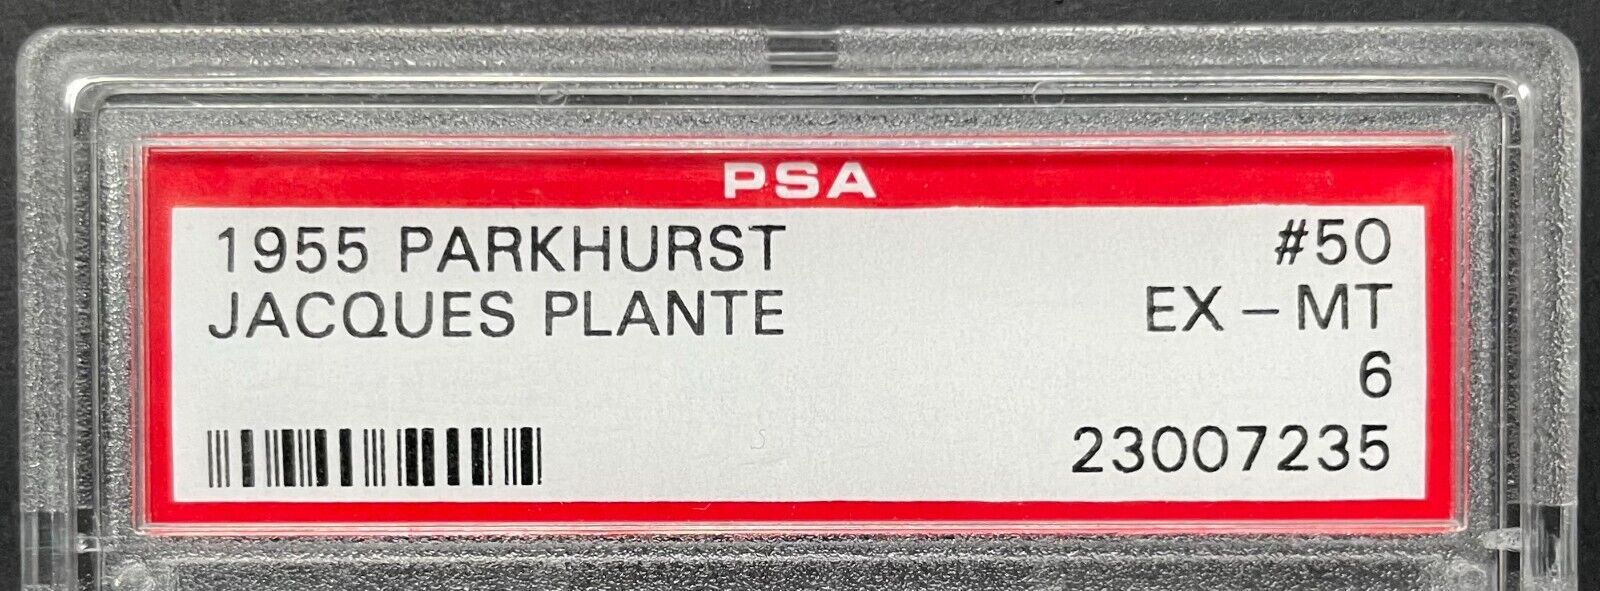 PSA
1955 PARKHURST #50
JACQUES PLANTE EX - MT
6
23007235